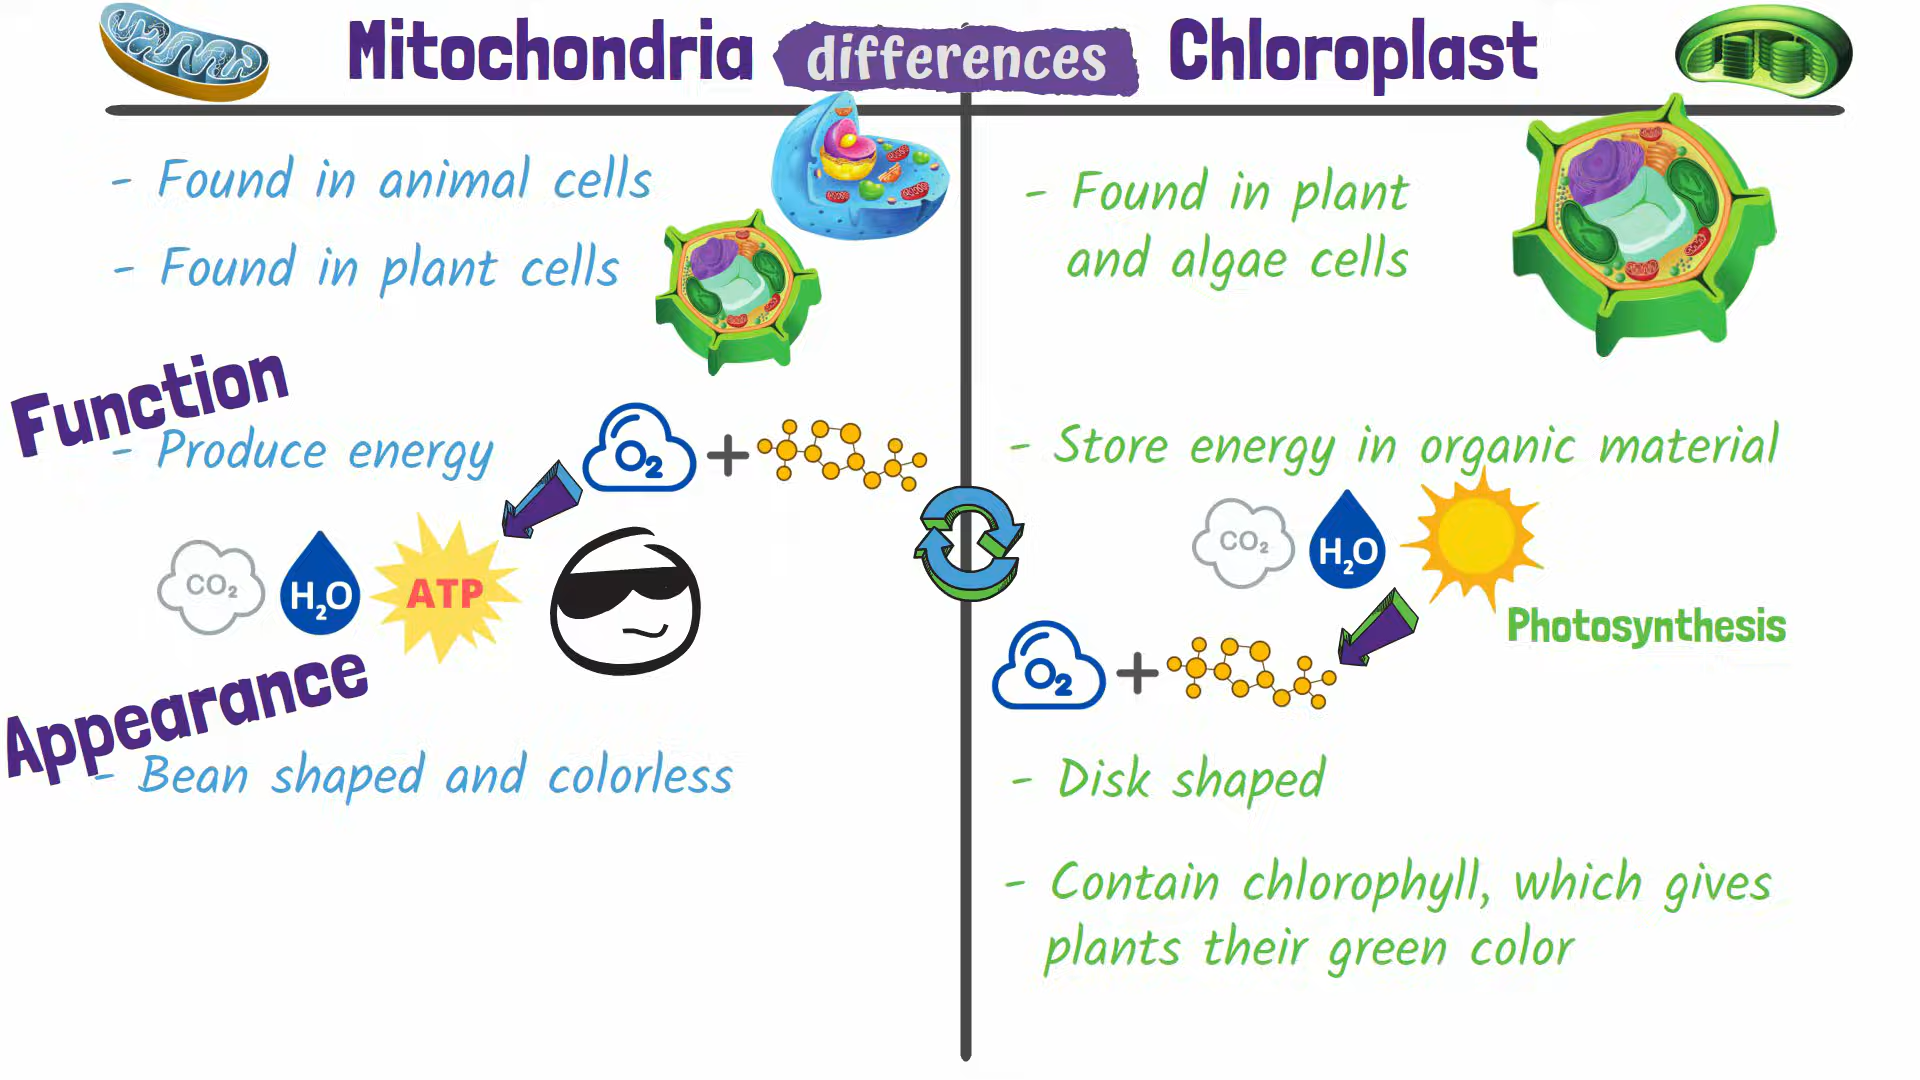 Mitochondria differences Chloroplast
- Found in animal cells
- Found in plant cells
- Found in plant
and algae cells
Function
- Produce energy
O₂ +
CO₂ H₂O ATP
- Store energy in organic material
CO₂ H₂O
Photosynthesis
O₂ +
Appearance
- Bean shaped and colorless
- Disk shaped
- Contain chlorophyll, which gives
plants their green color